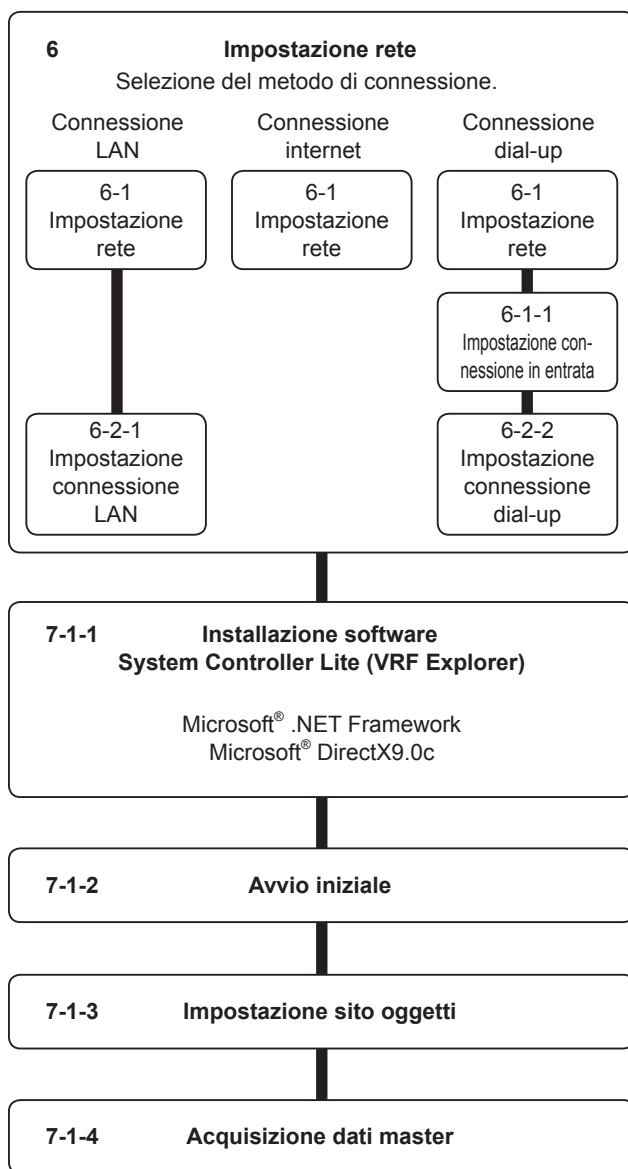 6 Impostazione rete
Selezione del metodo di connessione.
Connessione
LAN
Connessione
internet
Connessione
dial-up
6-1
Impostazione
rete
6-1
Impostazione
rete
6-1
Impostazione
rete
6-1-1
Impostazione con-
nessione in entrata
6-2-1
Impostazione
connessione
LAN
6-2-2
Impostazione
connessione
dial-up
7-1-1 Installazione software
System Controller Lite (VRF Explorer)
Microsoft® .NET Framework
Microsoft® DirectX9.0c
7-1-2 Avvio iniziale
7-1-3 Impostazione sito oggetti
7-1-4 Acquisizione dati master